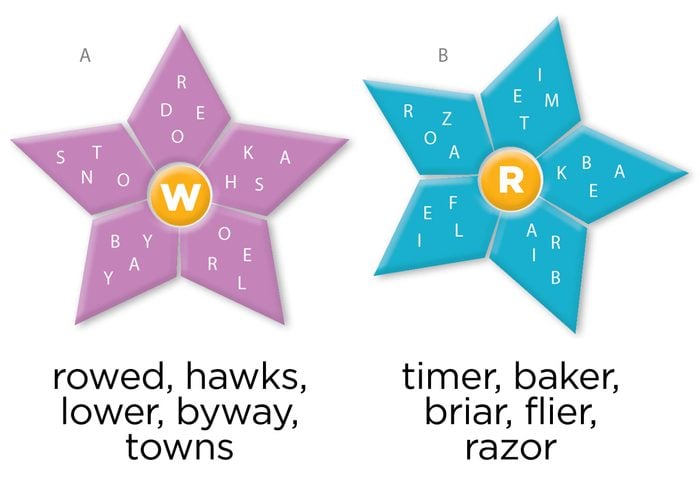 A
R
D E
O
S T
N O
K A
H S
B Y
Y A
O
R E
L
W
rowed, hawks,
lower, byway,
towns
B
I
E M
T
R Z
O A
K B A
E
E F
I L
A R
I
B
R
timer, baker,
briar, flier,
razor